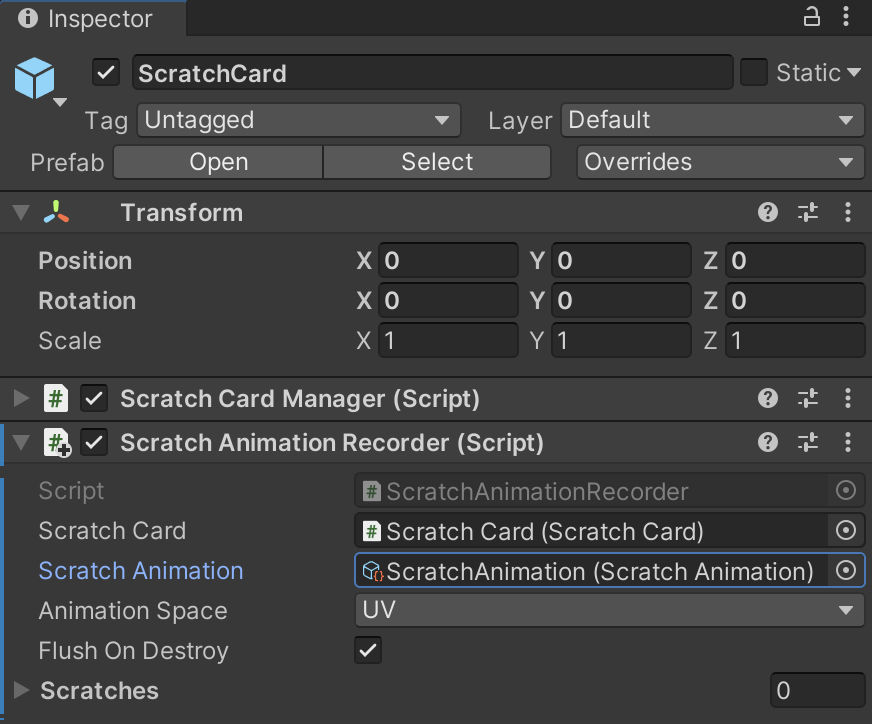 Inspector
ScratchCard Static
Tag Untagged Layer Default
Prefab Open Select Overrides
Transform
Position X 0 Y 0 Z 0
Rotation X 0 Y 0 Z 0
Scale X 1 Y 1 Z 1
Scratch Card Manager (Script)
Scratch Animation Recorder (Script)
Script # ScratchAnimationRecorder
Scratch Card # Scratch Card (Scratch Card)
Scratch Animation ScratchAnimation (Scratch Animation)
Animation Space UV
Flush On Destroy
Scratches 0